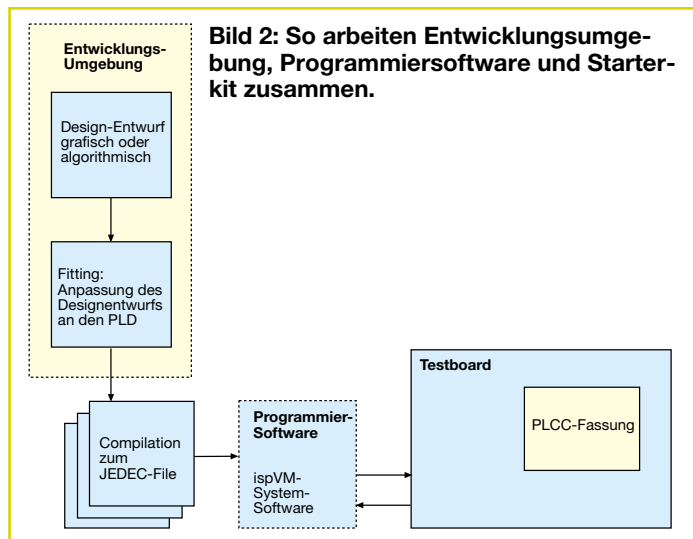 Bild 2: So arbeiten Entwicklungsumge-
bung, Programmiersoftware und Starter-
kit zusammen.
Entwicklungs-
Umgebung
Design-Entwurf
grafisch oder
algorithmisch
Fitting:
Anpassung des
Designentwurfs
an den PLD
Compilation
zum
JEDEC-File
Programmier-
Software
ispVM-
System-
Software
Testboard
PLCC-Fassung